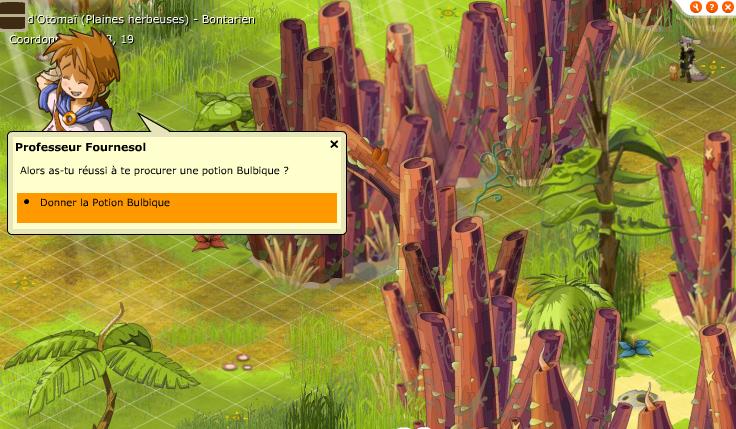 d'Otomaï (Plaines herbeuses) - Bontarien
, 19
Professeur Fournesol
Alors as-tu réussi à te procurer une potion Bulbique ?
Donner la Potion Bulbique